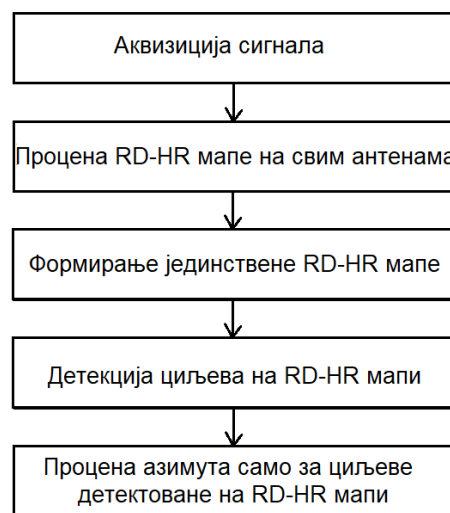 Аквизиција сигнала
Процена RD-HR мапе на свим антенама
Формирање јединствене RD-HR мапе
Детекција циљева на RD-HR мапи
Процена азимута само за циљеве
детектоване на RD-HR мапи